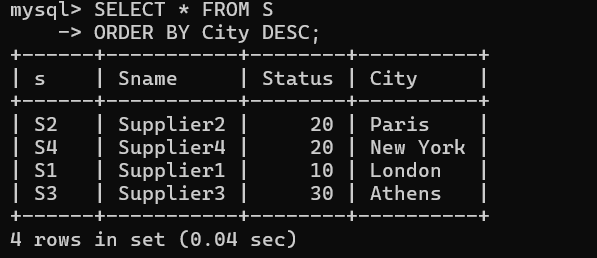 mysql> SELECT * FROM S
    -> ORDER BY City DESC;
+------+-----------+--------+----------+
| s    | Sname     | Status | City     |
+------+-----------+--------+----------+
| S2   | Supplier2 |     20 | Paris    |
| S4   | Supplier4 |     20 | New York |
| S1   | Supplier1 |     10 | London   |
| S3   | Supplier3 |     30 | Athens   |
+------+-----------+--------+----------+
4 rows in set (0.04 sec)